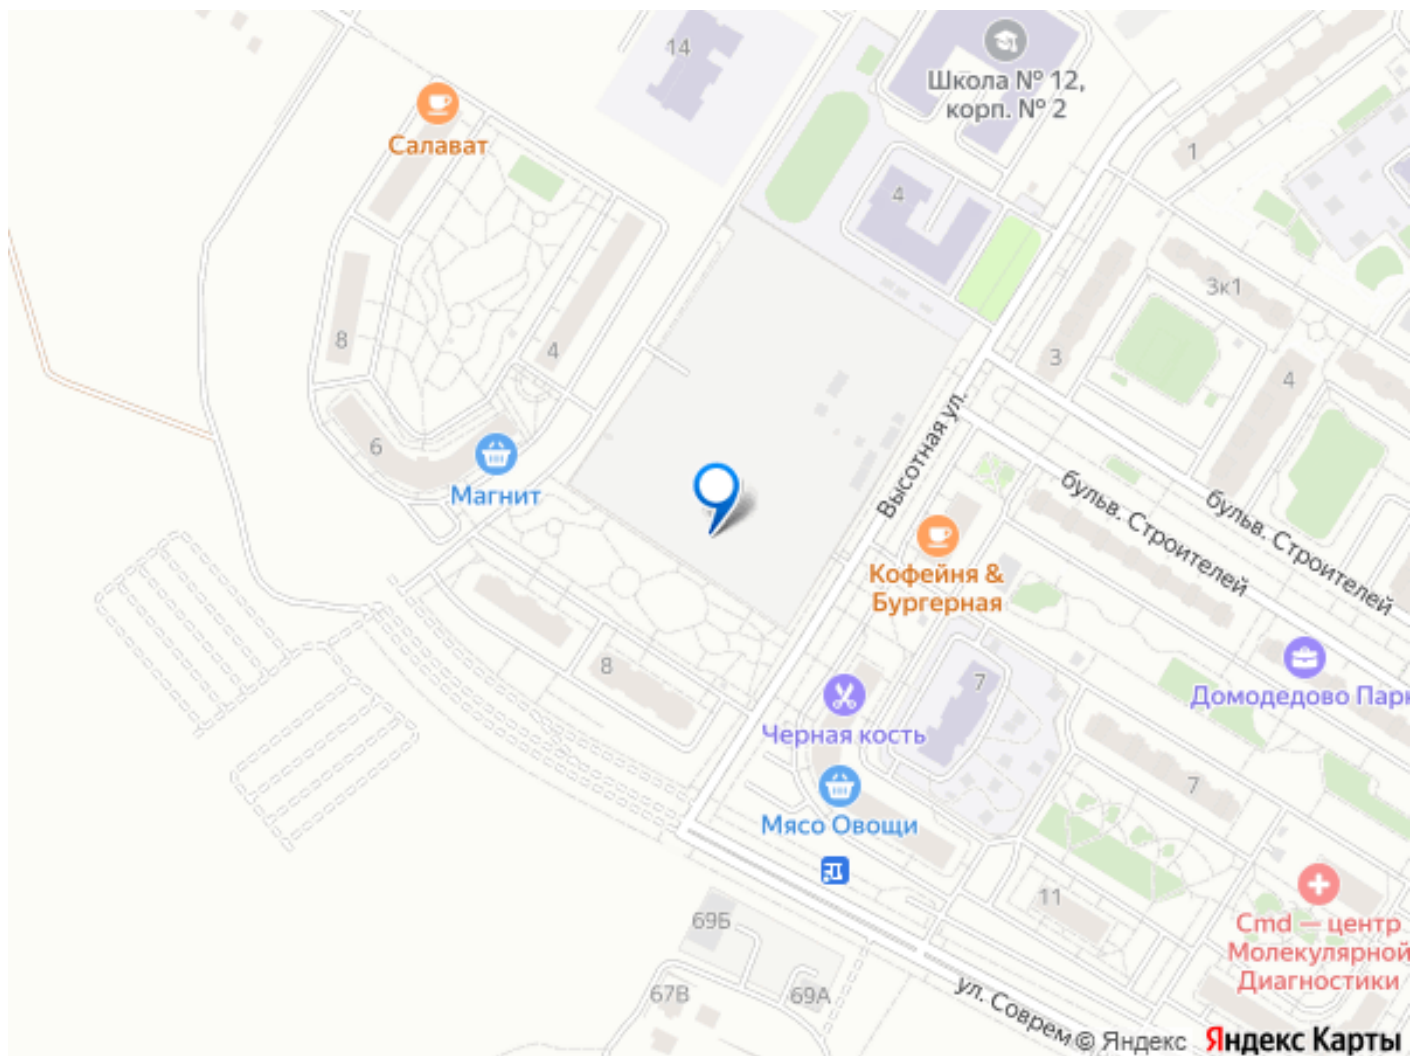 14
Школа № 12,
корп. № 2
Салават
1
4
3к1
8
4
3
4
6
Магнит
Высотная ул.
бульв. Строителей
бульв. Строителей
Кофейня &
Бургерная
8
7
Домодедово Парк
Черная кость
7
Мясо Овощи
11
69Б
Cmd — центр
Молекулярной
Диагностики
67В
69А
ул. Соврем
© Яндекс Яндекс Карты